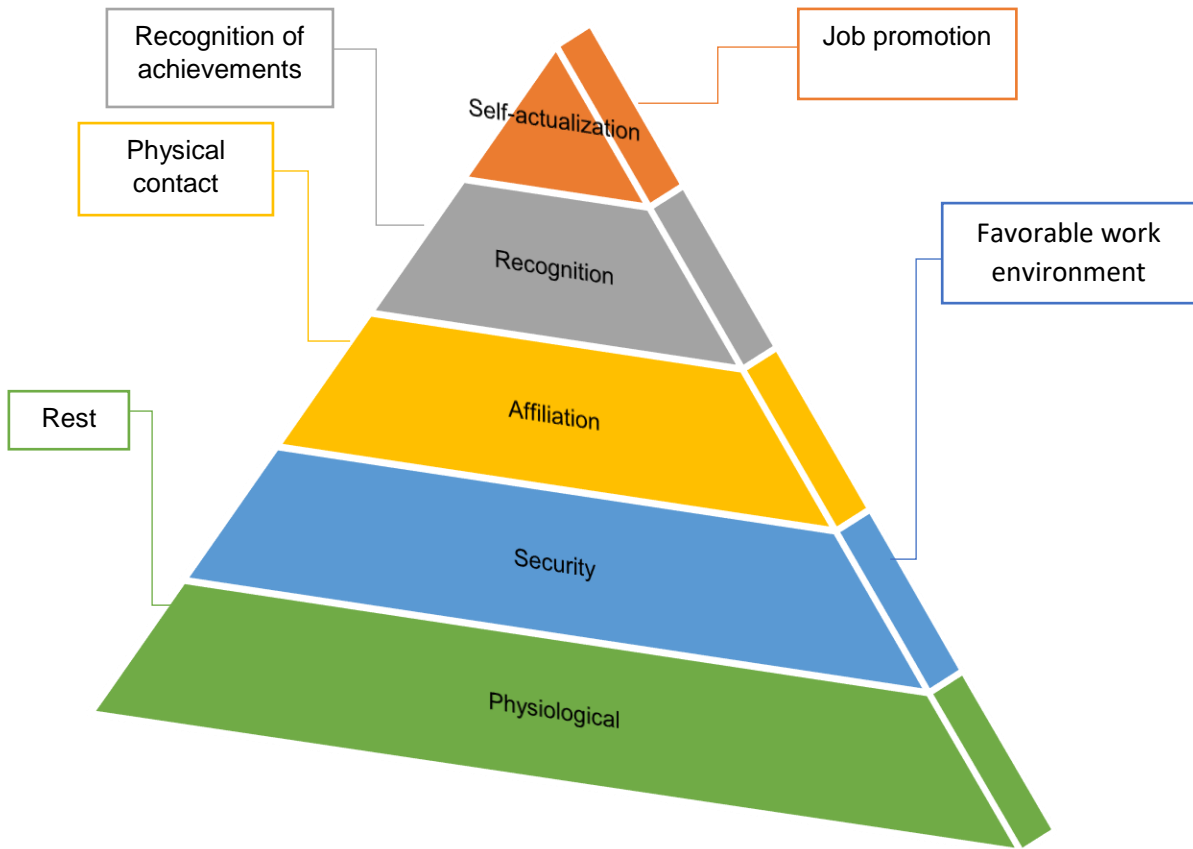 Recognition of
achievements
Job promotion
Self-actualization
Physical
contact
Recognition
Favorable work
environment
Affiliation
Rest
Security
Physiological